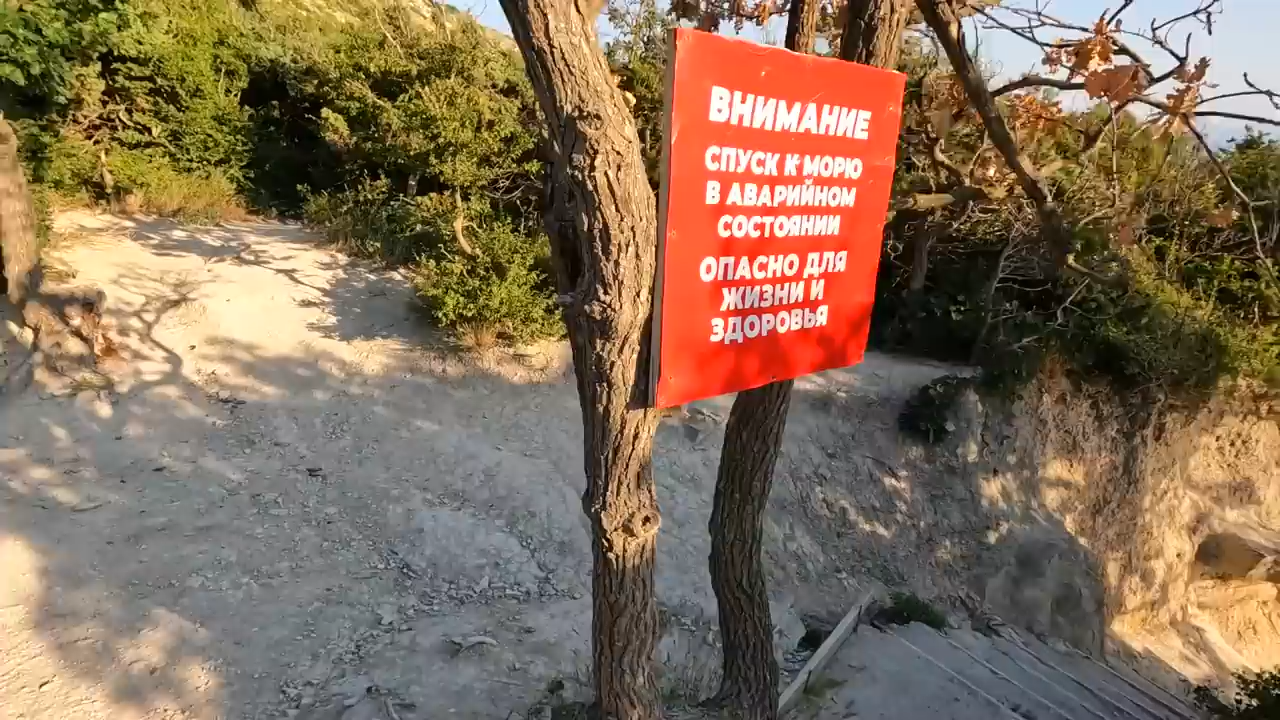 ВНИМАНИЕ
СПУСК К МОРЮ
В АВАРИЙНОМ
СОСТОЯНИИ
ОПАСНО ДЛЯ
ЖИЗНИ И
ЗДОРОВЬЯ